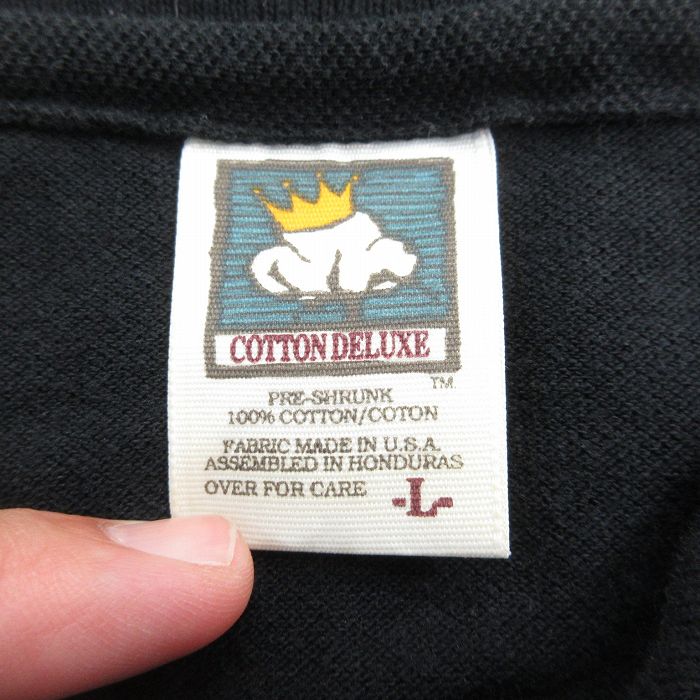 COTTON DELUXE
TM
PRE-SHRUNK
100% COTTON/COTON
FABRIC MADE IN U.S.A.
ASSEMBLED IN HONDURAS
OVER FOR CARE -L-